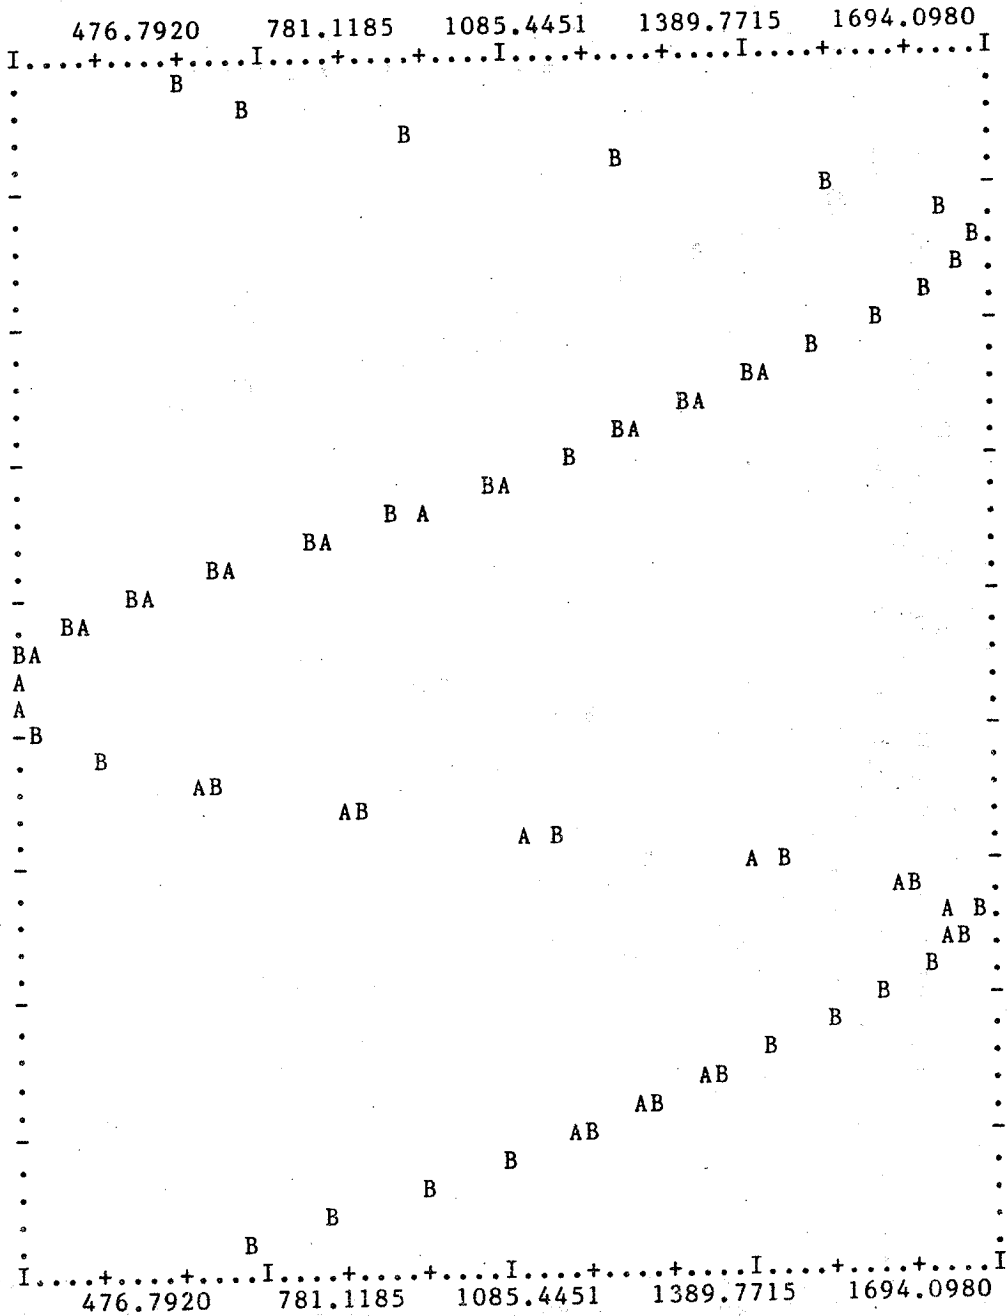 476.7920 781.1185 1085.4451 1389.7715 1694.0980
I....+....+....I....+....+....I....+....+....I....+....+....I
. B .
. B .
. B .
. B .
- B -
. B .
. B.
. B .
. B .
- B -
. B .
. BA .
. BA .
. BA .
- B -
. BA .
. B A .
. BA .
. BA .
- BA -
. BA .
BA .
A .
A .
-B -
. B .
. AB .
. AB .
. A B .
- A B -
. AB .
. A B.
. AB .
. B .
- B -
. B .
. B .
. AB .
. AB .
- AB -
. B .
. B .
. B .
. B .
I....+....+....I....+....+....I....+....+....I....+....+....I
476.7920 781.1185 1085.4451 1389.7715 1694.0980